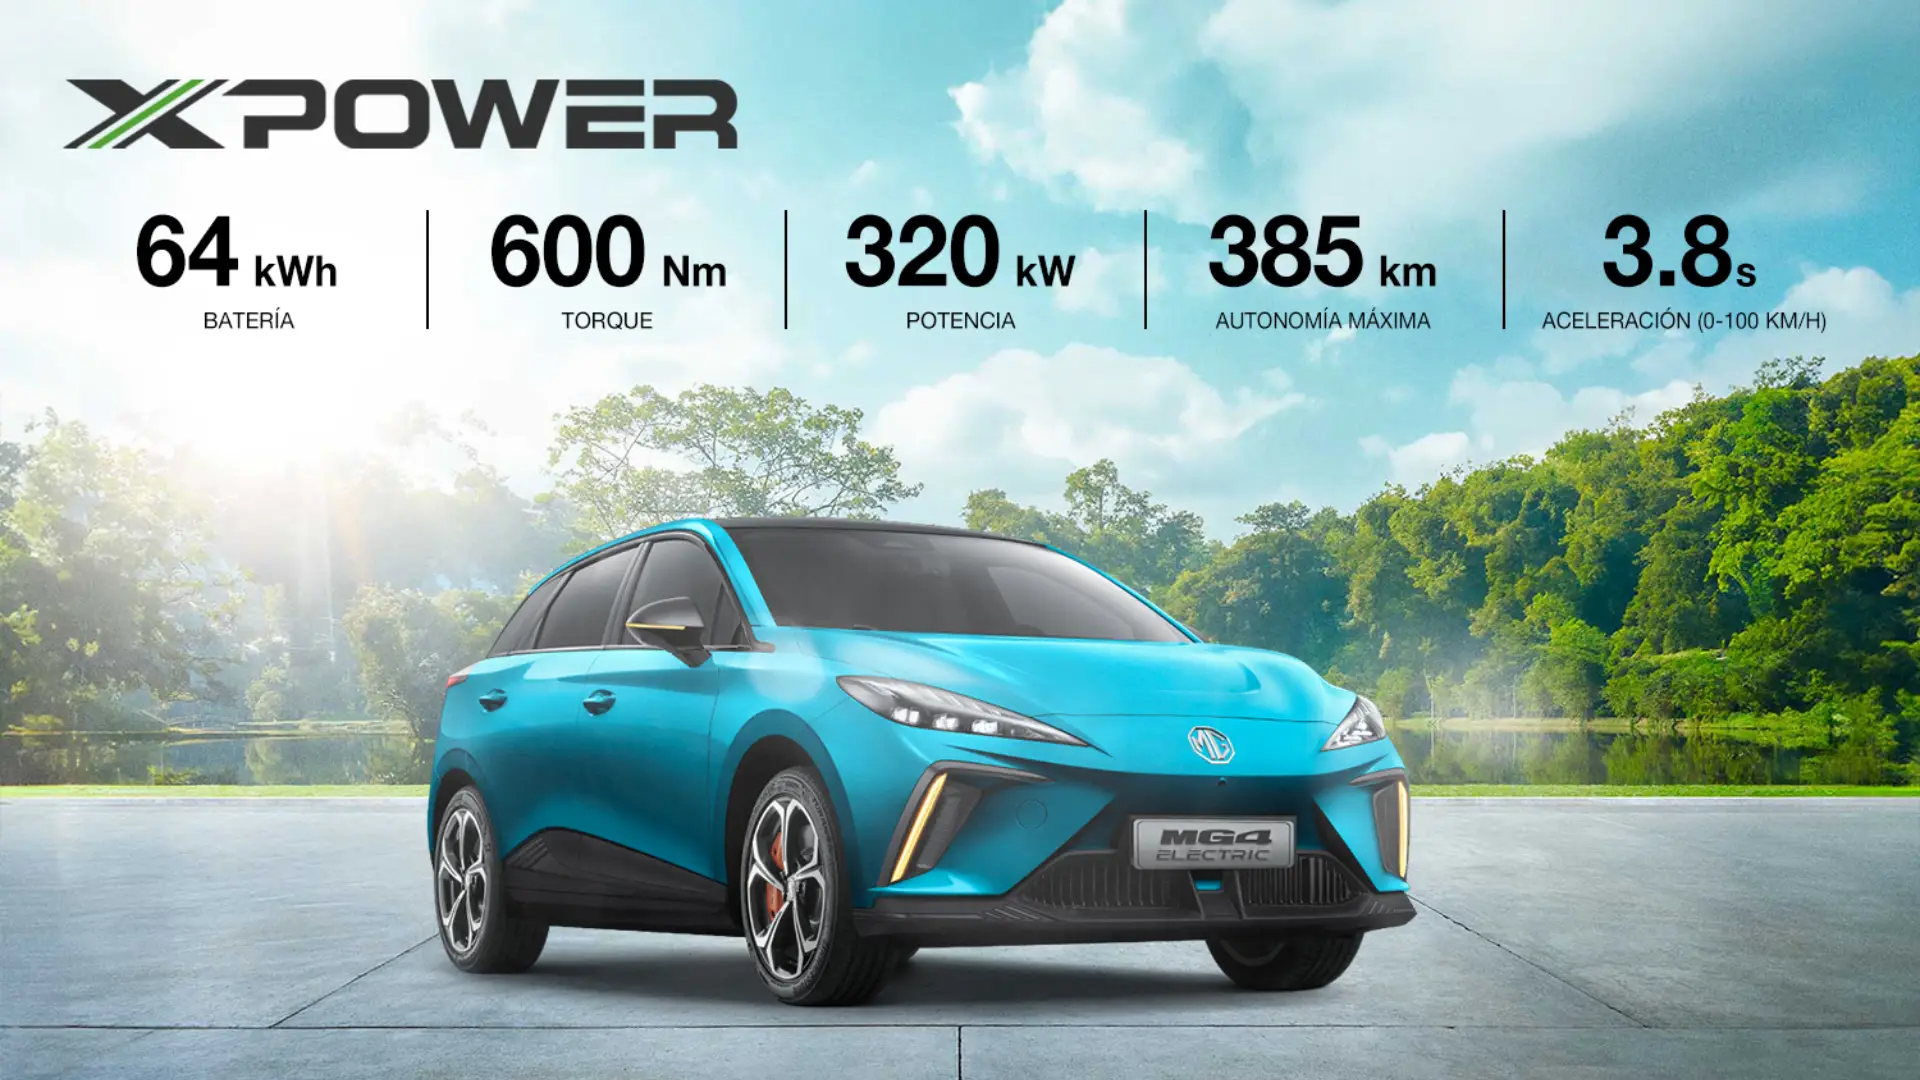 XPOWER
64 kWh
BATERÍA
600 Nm
TORQUE
320 kW
POTENCIA
385 km
AUTONOMÍA MÁXIMA
3.8s
ACELERACIÓN (0-100 KM/H)
MG
MG4
ELECTRIC